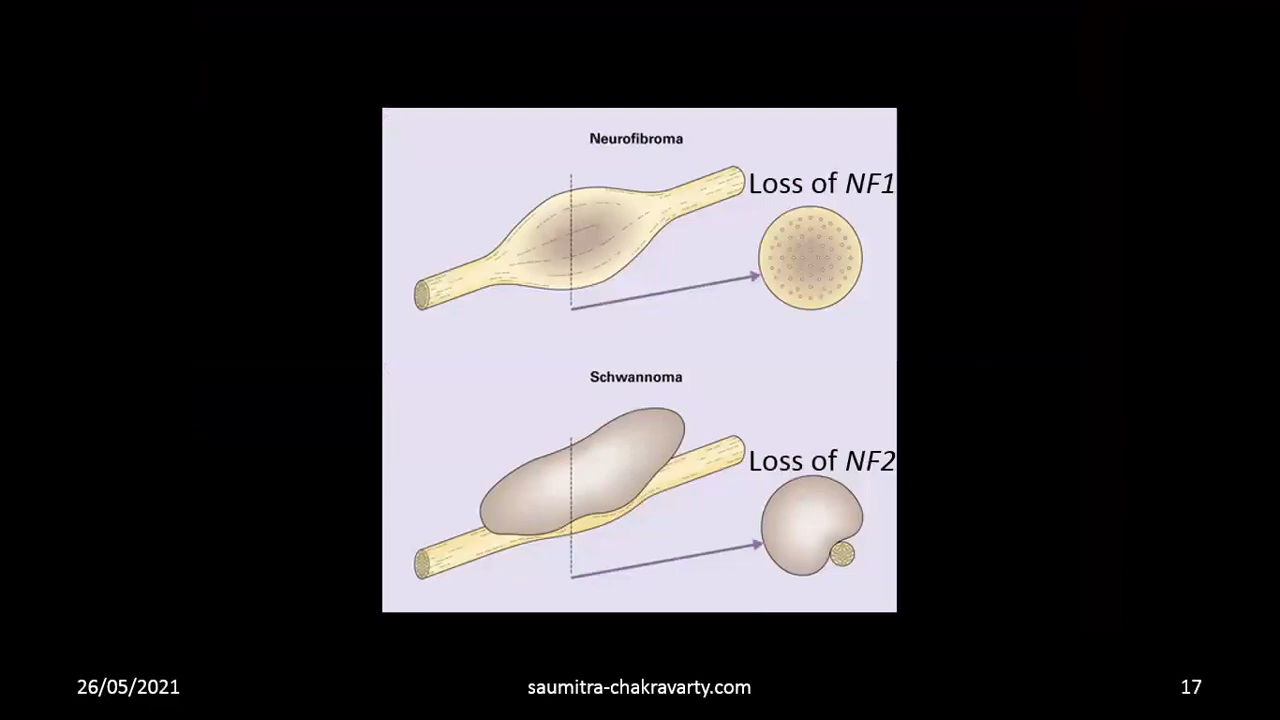 Neurofibroma
Loss of NF1
Schwannoma
Loss of NF2
26/05/2021
saumitra-chakravarty.com
17